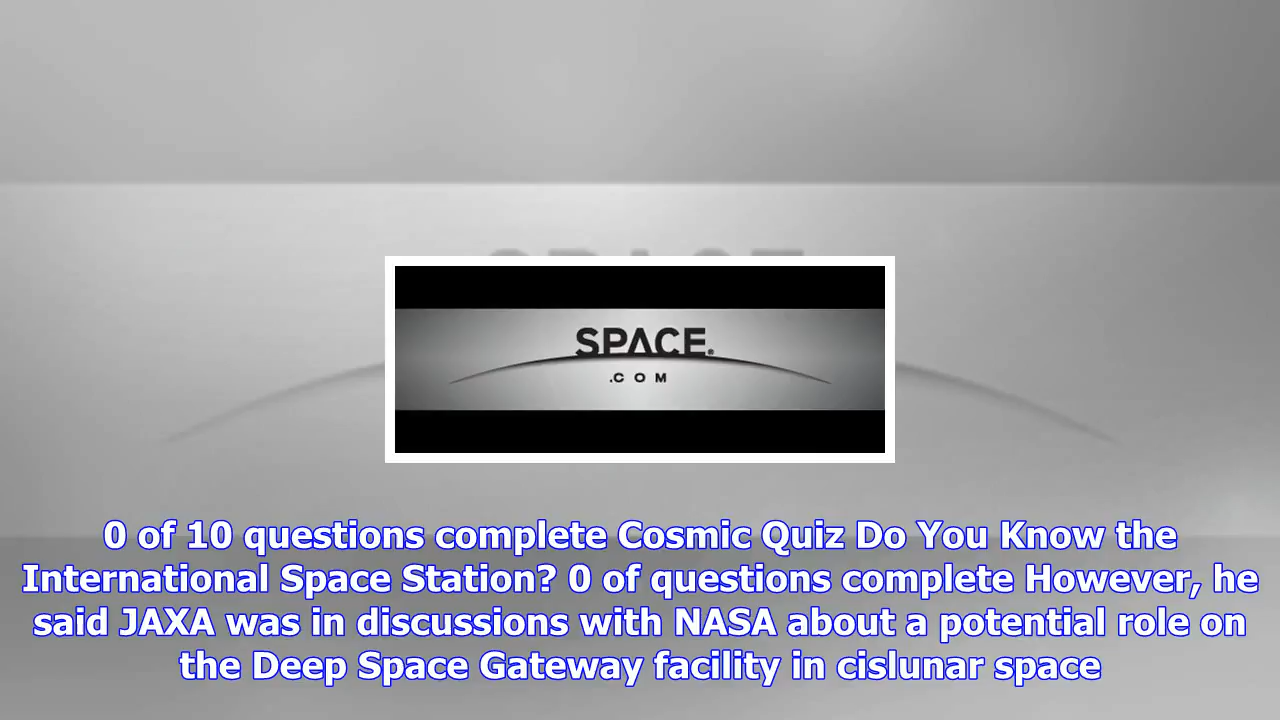 SPACE®
.COM
0 of 10 questions complete Cosmic Quiz Do You Know the
International Space Station? 0 of questions complete However, he
said JAXA was in discussions with NASA about a potential role on
the Deep Space Gateway facility in cislunar space